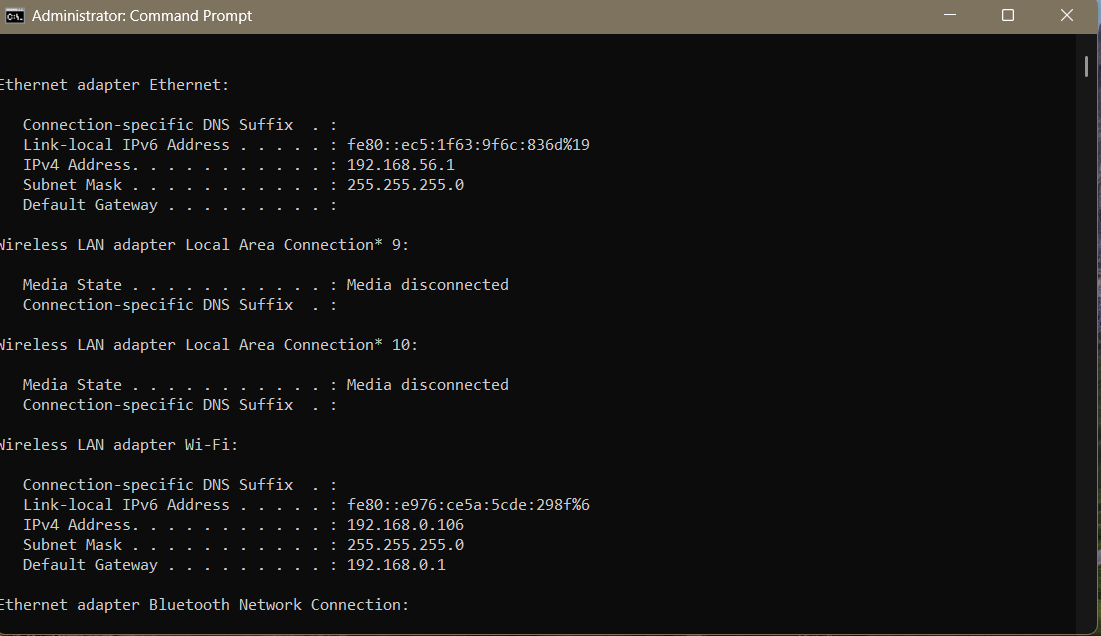 Administrator: Command Prompt
Ethernet adapter Ethernet:
Connection-specific DNS Suffix  . :
Link-local IPv6 Address . . . . . : fe80::ec5:1f63:9f6c:836d%19
IPv4 Address. . . . . . . . . . . : 192.168.56.1
Subnet Mask . . . . . . . . . . . : 255.255.255.0
Default Gateway . . . . . . . . . :
Wireless LAN adapter Local Area Connection* 9:
Media State . . . . . . . . . . . : Media disconnected
Connection-specific DNS Suffix  . :
Wireless LAN adapter Local Area Connection* 10:
Media State . . . . . . . . . . . : Media disconnected
Connection-specific DNS Suffix  . :
Wireless LAN adapter Wi-Fi:
Connection-specific DNS Suffix  . :
Link-local IPv6 Address . . . . . : fe80::e976:ce5a:5cde:298f%6
IPv4 Address. . . . . . . . . . . : 192.168.0.106
Subnet Mask . . . . . . . . . . . : 255.255.255.0
Default Gateway . . . . . . . . . : 192.168.0.1
Ethernet adapter Bluetooth Network Connection: